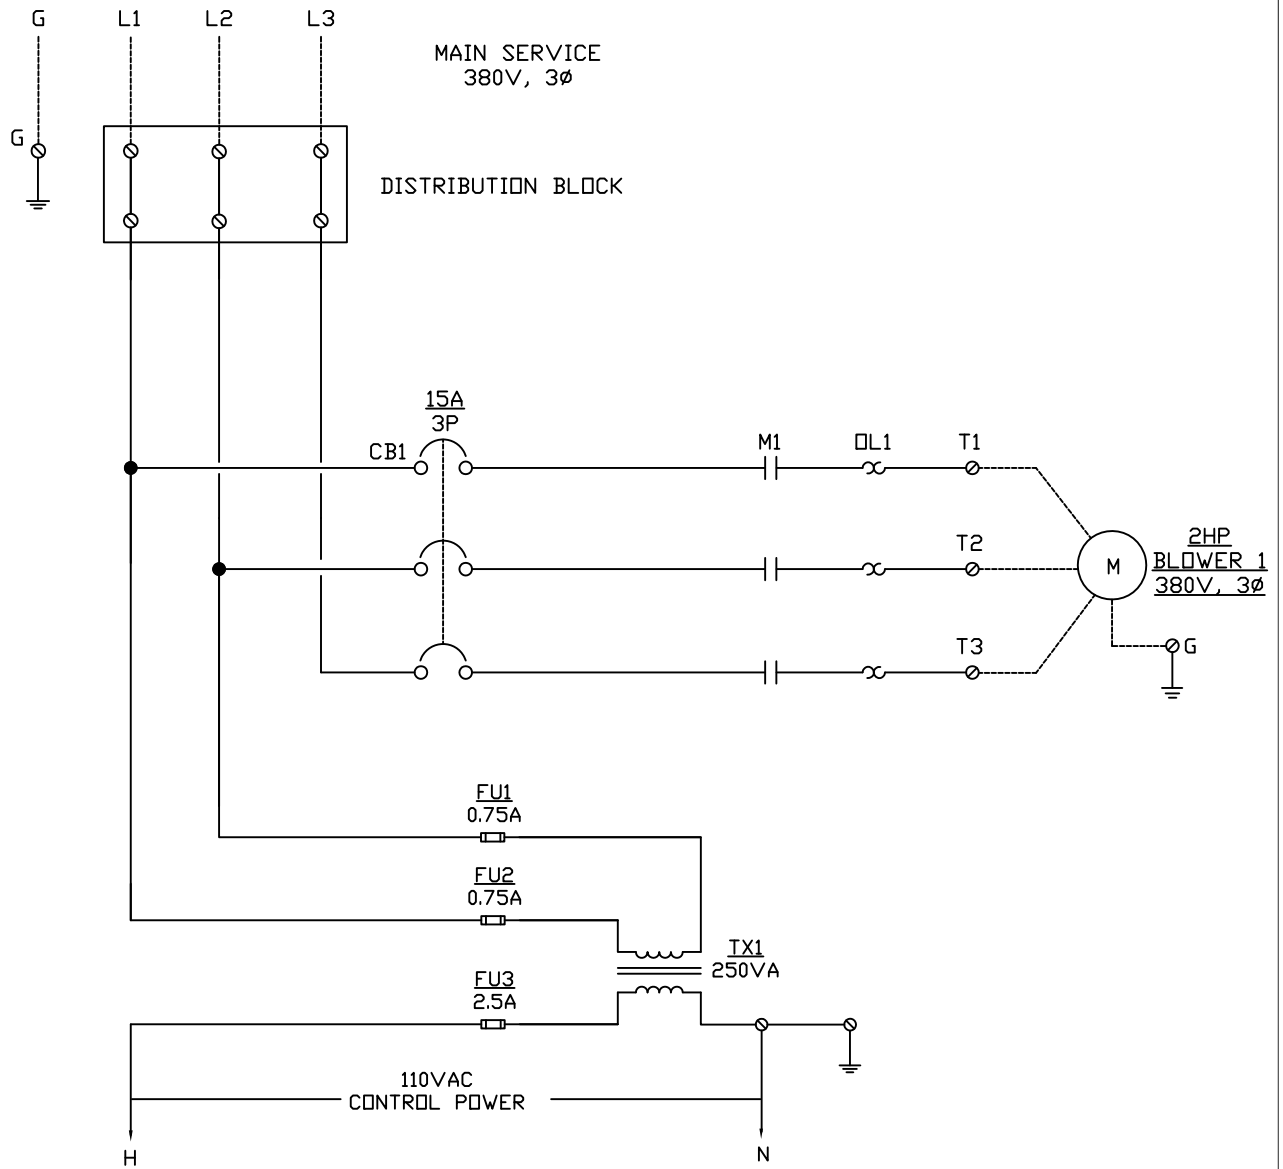 G L1 L2 L3
MAIN SERVICE
380V, 3Ø
G
DISTRIBUTION BLOCK
15A
3P
CB1
M1 OL1 T1
T2
2HP
BLOWER 1
380V, 3Ø
M
T3
G
FU1
0.75A
FU2
0.75A
TX1
250VA
FU3
2.5A
110VAC
CONTROL POWER
H N